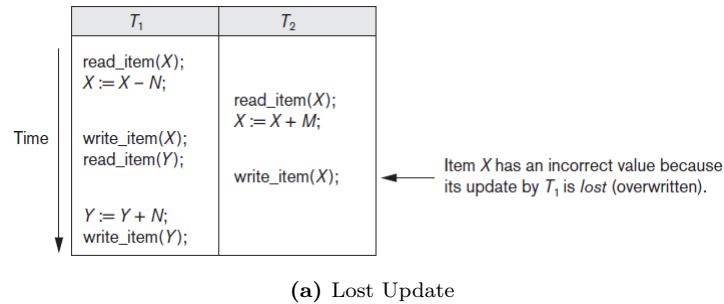 T₁ T₂
read_item(X);
X := X – N;
read_item(X);
X := X + M;
Time
write_item(X);
read_item(Y);
write_item(X);
Item X has an incorrect value because
its update by T₁ is lost (overwritten).
Y := Y + N;
write_item(Y);
(a) Lost Update